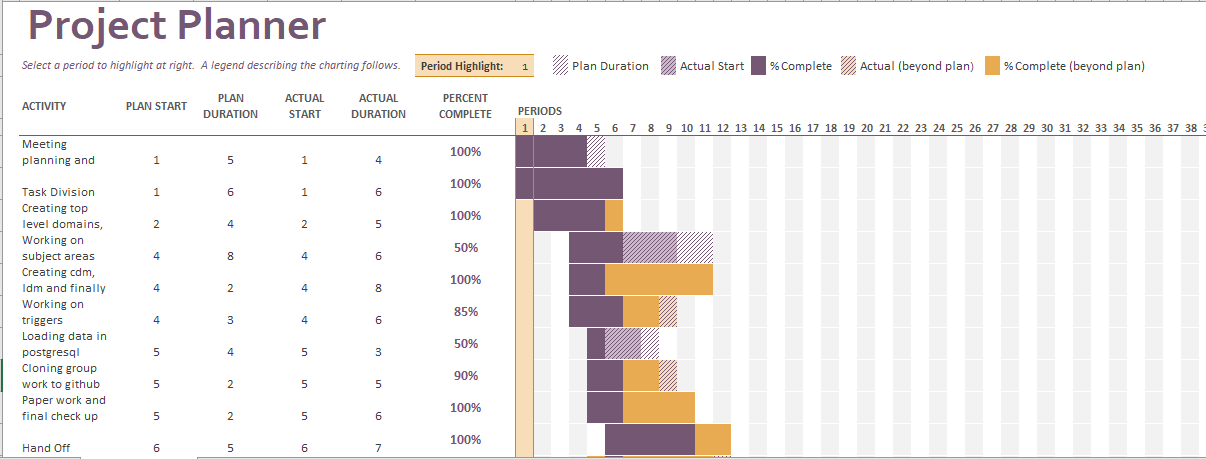 Project Planner
Select a period to highlight at right.  A legend describing the charting follows.
Period Highlight: 1
Plan Duration
Actual Start
% Complete
Actual (beyond plan)
% Complete (beyond plan)
ACTIVITY PLAN START PLAN DURATION ACTUAL START ACTUAL DURATION PERCENT COMPLETE PERIODS
1 2 3 4 5 6 7 8 9 10 11 12 13 14 15 16 17 18 19 20 21 22 23 24 25 26 27 28 29 30 31 32 33 34 35 36 37 38
Meeting
planning and 1 5 1 4 100%
Task Division 1 6 1 6 100%
Creating top
level domains, 2 4 2 5 100%
Working on
subject areas 4 8 4 6 50%
Creating cdm,
ldm and finally 4 2 4 8 100%
Working on
triggers 4 3 4 6 85%
Loading data in
postgresql 5 4 5 3 50%
Cloning group
work to github 5 2 5 5 90%
Paper work and
final check up 5 2 5 6 100%
Hand Off 6 5 6 7 100%